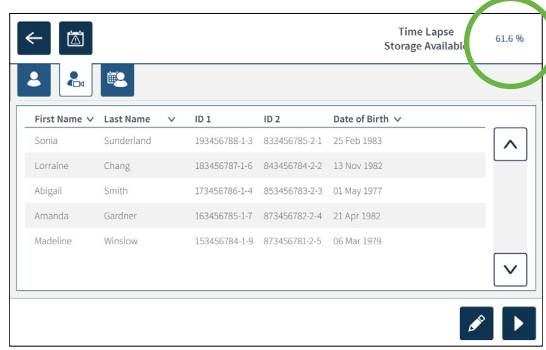 Time Lapse
Storage Available
61.6 %
First Name Last Name ID 1 ID 2 Date of Birth
Sonia Sunderland 193456788-1-3 833456785-2-1 25 Feb 1983
Lorraine Chang 183456787-1-6 843456784-2-2 13 Nov 1982
Abigail Smith 173456786-1-4 853456783-2-3 01 May 1977
Amanda Gardner 163456785-1-7 873456782-2-4 21 Apr 1982
Madeline Winslow 153456784-1-9 873456781-2-5 06 Mar 1979